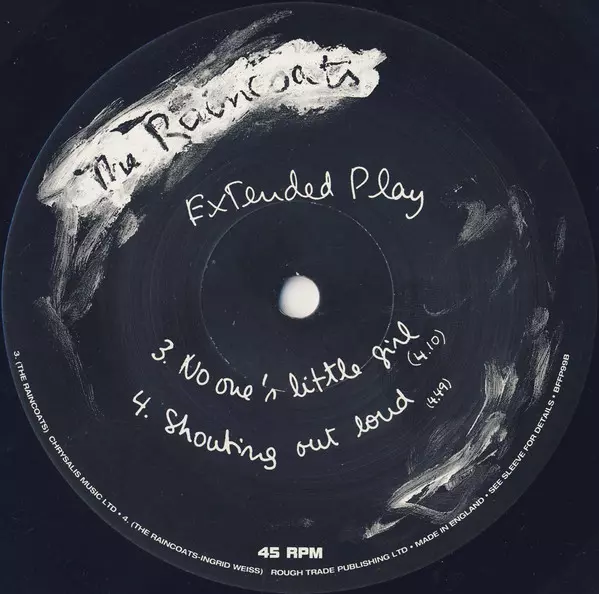 The Raincoats
Extended Play
3. No one's little girl (4.10)
4. Shouting out loud (4.49)
45 RPM
3. (THE RAINCOATS) CHRYSALIS MUSIC LTD • 4. (THE RAINCOATS-INGRID WEISS) ROUGH TRADE PUBLISHING LTD • MADE IN ENGLAND • SEE SLEEVE FOR DETAILS • BFFP99B